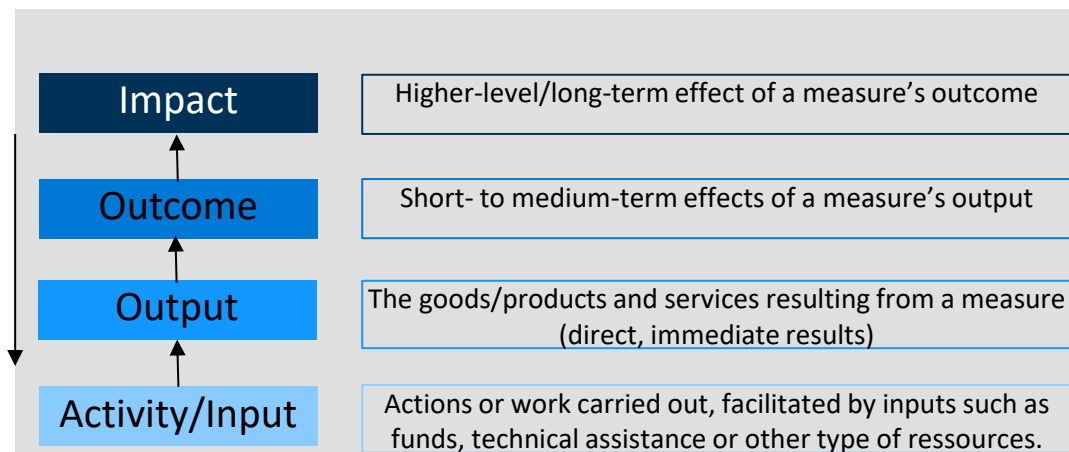 Impact
Higher-level/long-term effect of a measure’s outcome
Outcome
Short- to medium-term effects of a measure’s output
Output
The goods/products and services resulting from a measure
(direct, immediate results)
Activity/Input
Actions or work carried out, facilitated by inputs such as
funds, technical assistance or other type of ressources.